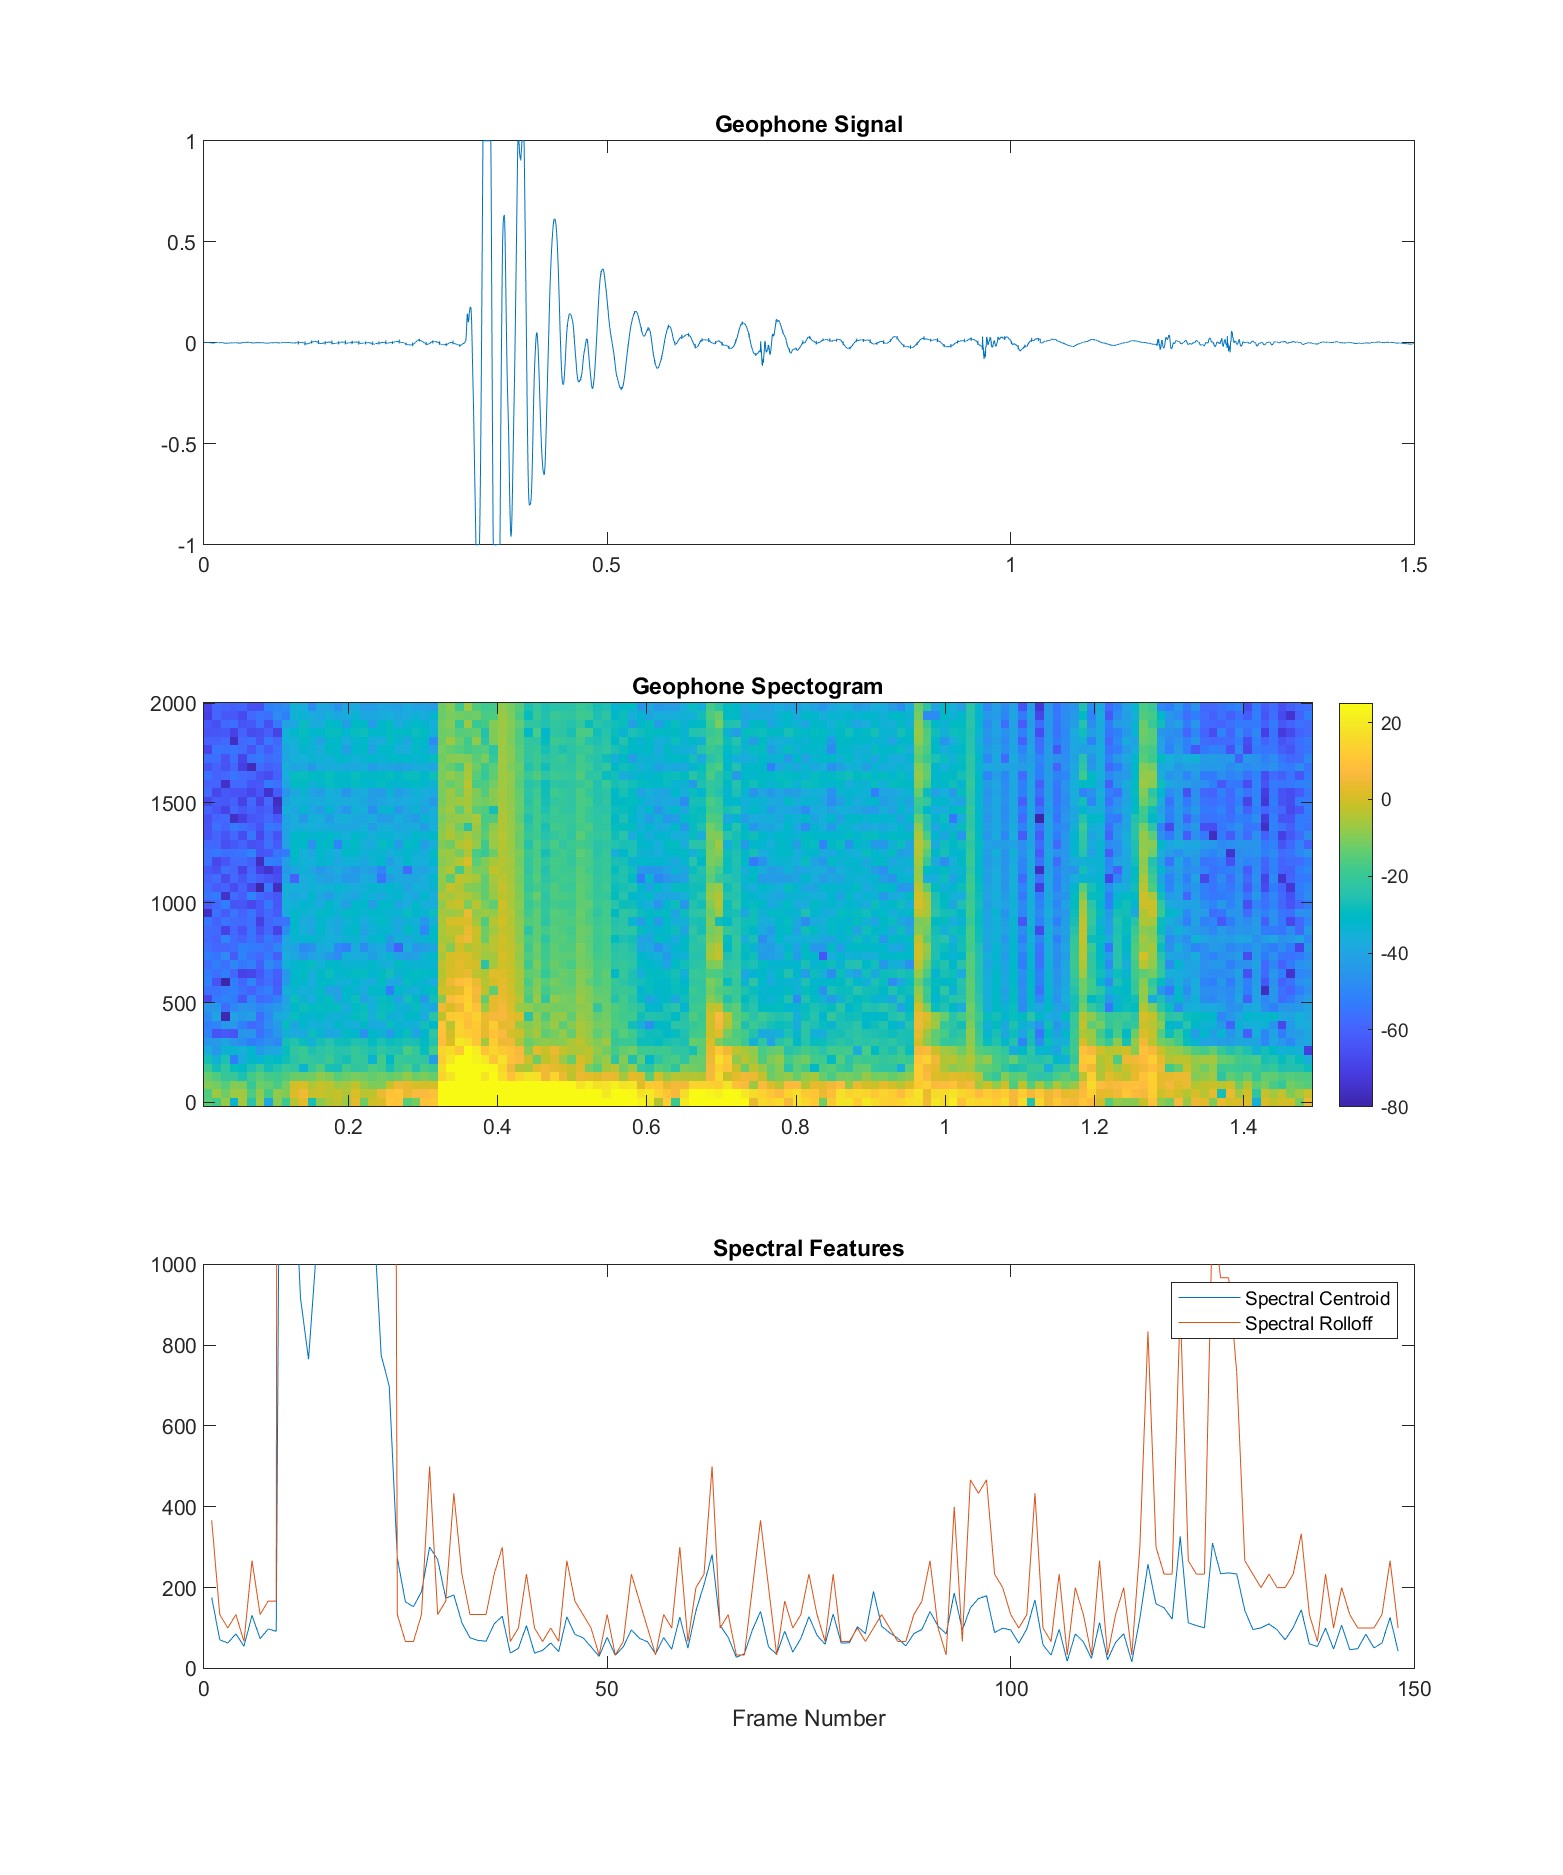 Geophone Signal
1
0.5
0
-0.5
-1
0 0.5 1 1.5
Geophone Spectogram
2000
1500
1000
500
0
0.2 0.4 0.6 0.8 1 1.2 1.4
20
0
-20
-40
-60
-80
Spectral Features
1000
800
600
400
200
0
0 50 100 150
Frame Number
Spectral Centroid
Spectral Rolloff